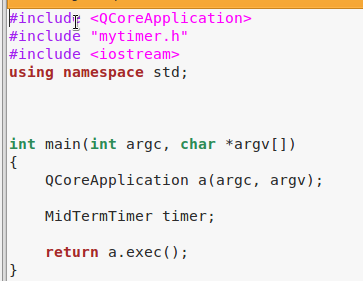 #include <QCoreApplication>
#include "mytimer.h"
#include <iostream>
using namespace std;
int main(int argc, char *argv[])
{
    QCoreApplication a(argc, argv);
    MidTermTimer timer;
    return a.exec();
}